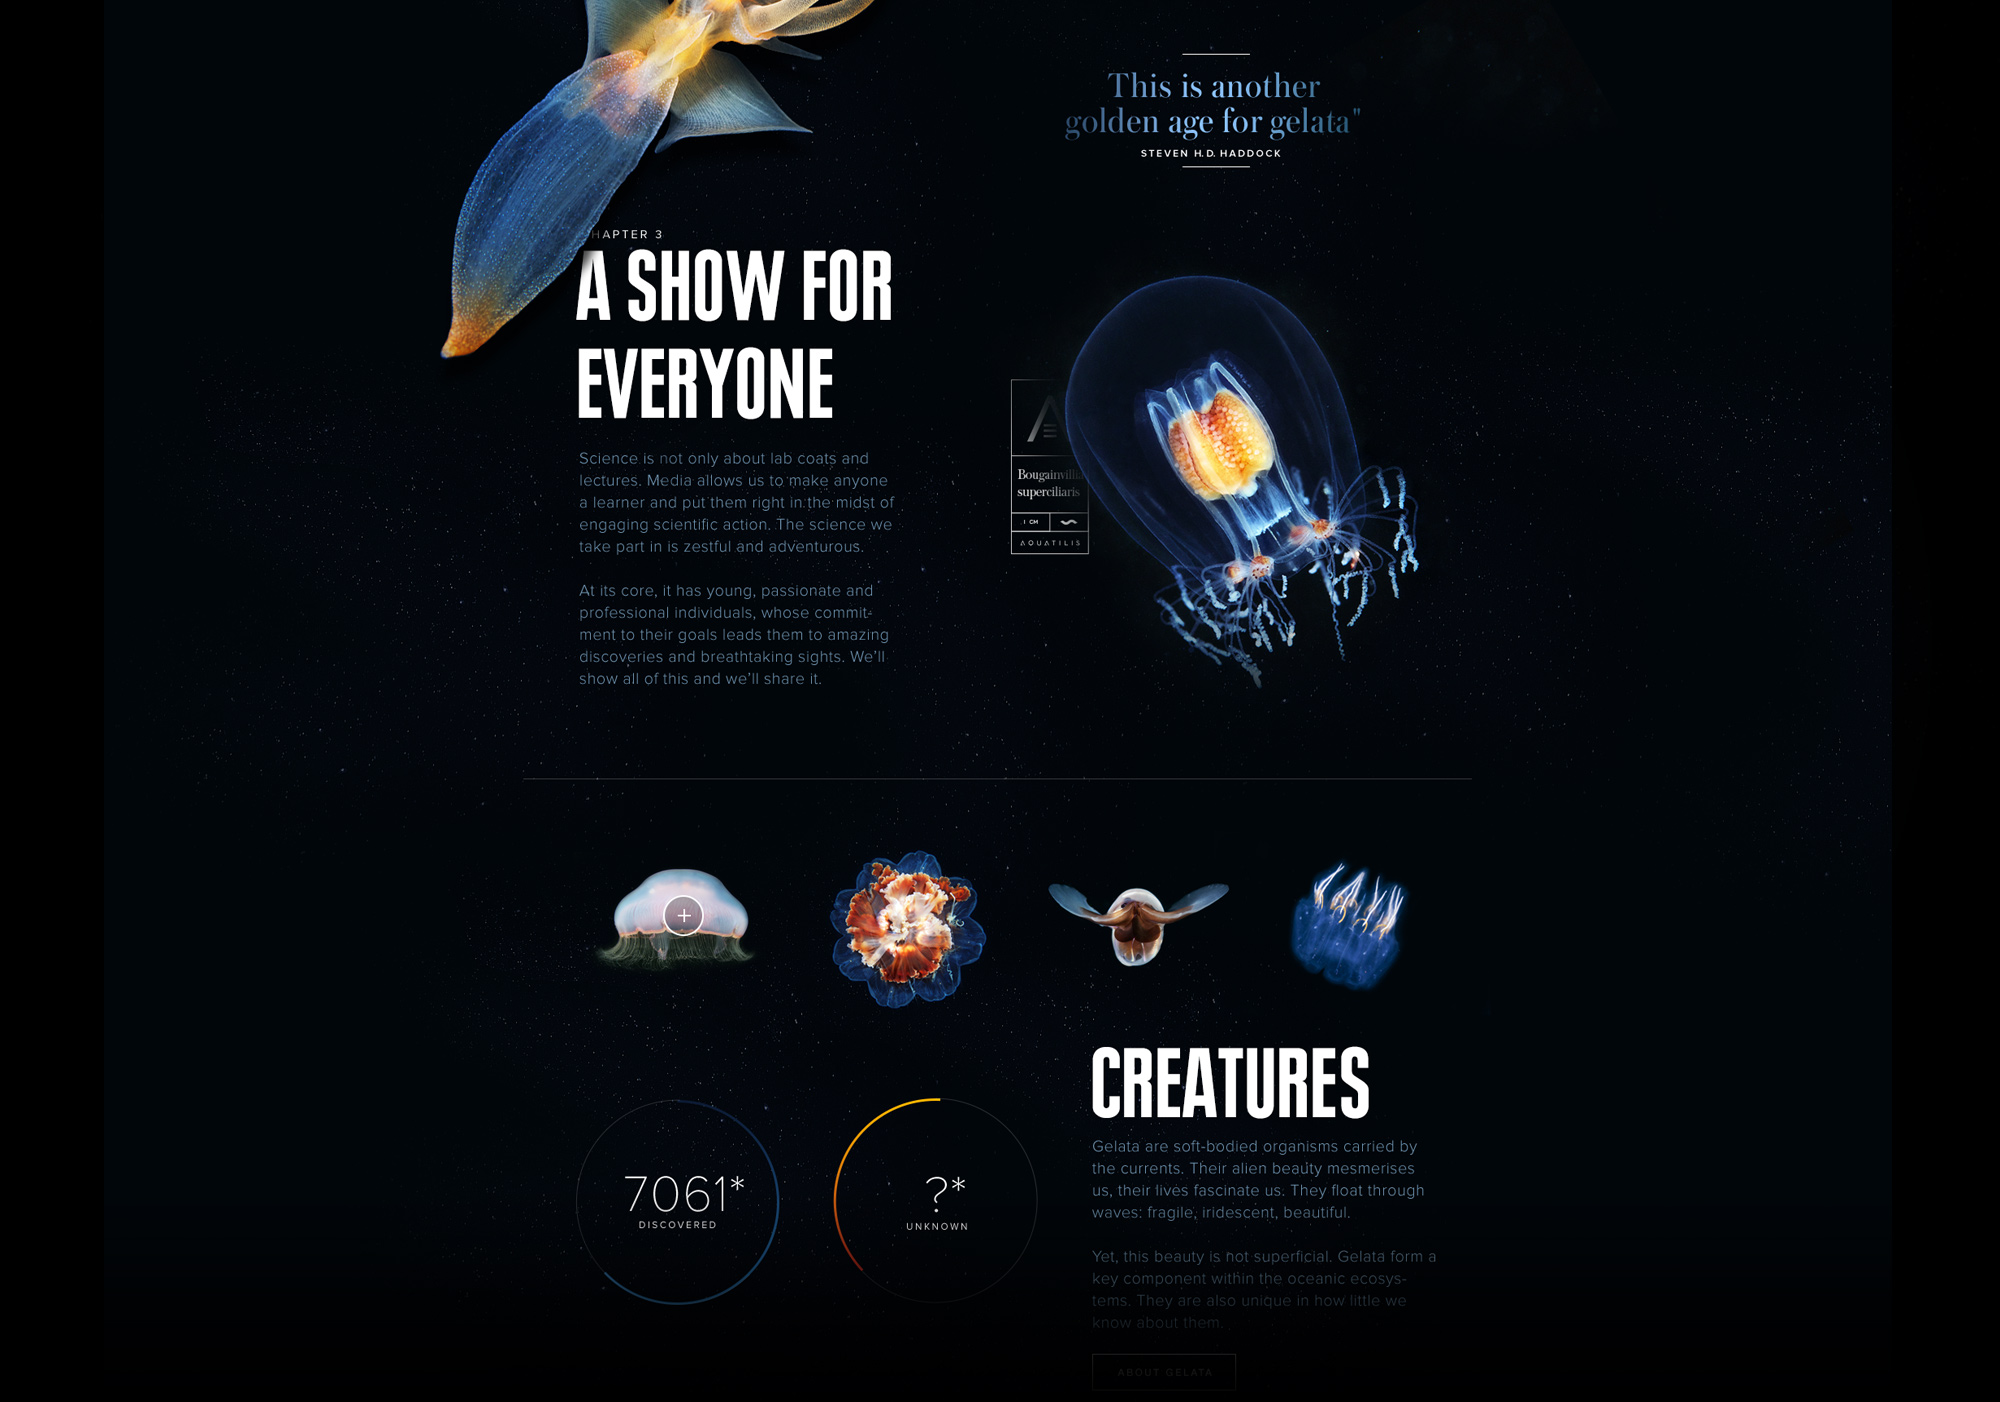 This is another
golden age for gelata"
STEVEN H.D. HADDOCK
CHAPTER 3
A SHOW FOR
EVERYONE
Science is not only about lab coats and
lectures. Media allows us to make anyone
a learner and put them right in the midst of
engaging scientific action. The science we
take part in is zestful and adventurous.
At its core, it has young, passionate and
professional individuals, whose commit-
ment to their goals leads them to amazing
discoveries and breathtaking sights. We'll
show all of this and we'll share it.
Bougainvillia
superciliaris
1 CM
AQUATILIS
7061*
DISCOVERED
?*
UNKNOWN
CREATURES
Gelata are soft-bodied organisms carried by
the currents. Their alien beauty mesmerises
us, their lives fascinate us. They float through
waves: fragile, iridescent, beautiful.
Yet, this beauty is not superficial. Gelata form a
key component within the oceanic ecosys-
tems. They are also unique in how little we
know about them.
ABOUT GELATA